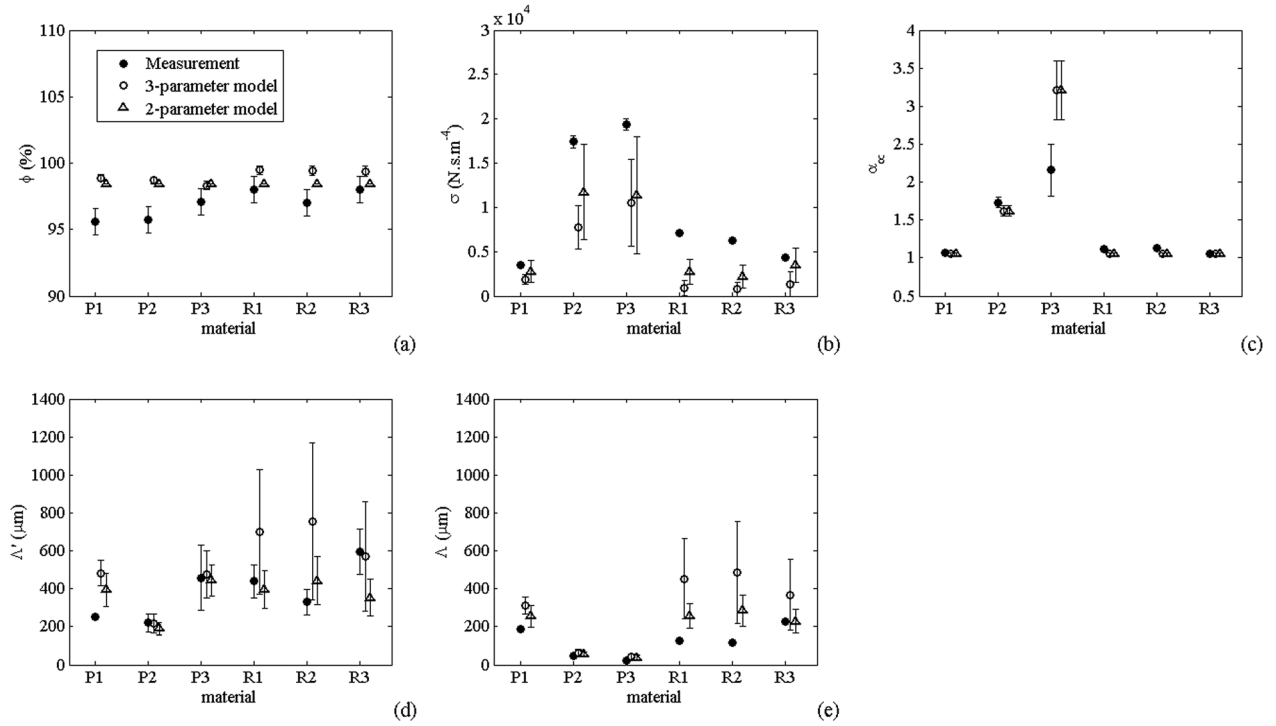 110
105
100
95
90
ϕ (%)
Measurement
3-parameter model
2-parameter model
P1 P2 P3 R1 R2 R3
material
(a)
x 10^4
3
2.5
2
1.5
1
0.5
0
σ (N.s.m^-4)
P1 P2 P3 R1 R2 R3
material
(b)
4
3.5
3
2.5
2
1.5
1
0.5
α∞
P1 P2 P3 R1 R2 R3
material
(c)
1400
1200
1000
800
600
400
200
0
Λ' (μm)
P1 P2 P3 R1 R2 R3
material
(d)
1400
1200
1000
800
600
400
200
0
Λ (μm)
P1 P2 P3 R1 R2 R3
material
(e)